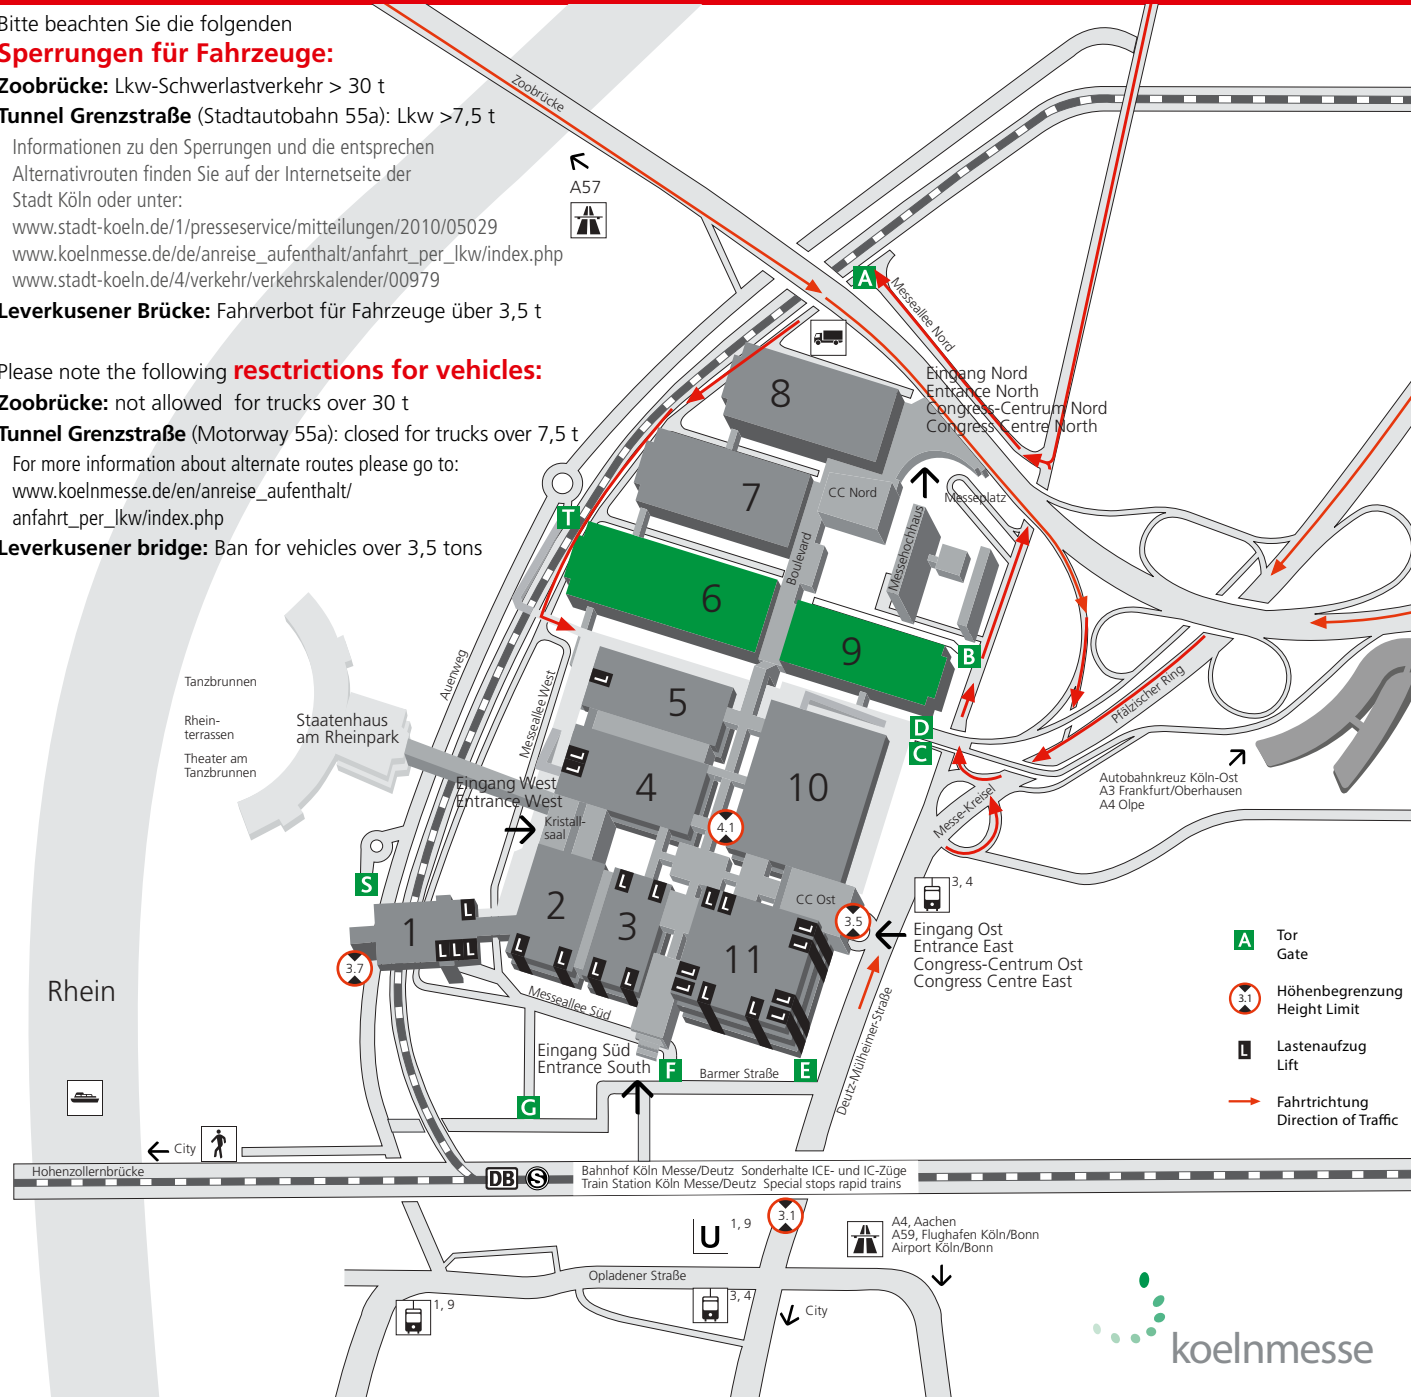 Bitte beachten Sie die folgenden
Sperrungen für Fahrzeuge:
Zoobrücke: Lkw-Schwerlastverkehr > 30 t
Tunnel Grenzstraße (Stadtautobahn 55a): Lkw >7,5 t
Informationen zu den Sperrungen und die entsprechen
Alternativrouten finden Sie auf der Internetseite der
Stadt Köln oder unter:
www.stadt-koeln.de/1/presseservice/mitteilungen/2010/05029
www.koelnmesse.de/de/anreise_aufenthalt/anfahrt_per_lkw/index.php
www.stadt-koeln.de/4/verkehr/verkehrskalender/00979
Leverkusener Brücke: Fahrverbot für Fahrzeuge über 3,5 t
Please note the following resctrictions for vehicles:
Zoobrücke: not allowed for trucks over 30 t
Tunnel Grenzstraße (Motorway 55a): closed for trucks over 7,5 t
For more information about alternate routes please go to:
www.koelnmesse.de/en/anreise_aufenthalt/
anfahrt_per_lkw/index.php
Leverkusener bridge: Ban for vehicles over 3,5 tons
Zoobrücke
A57
A
Messeallee Nord
Eingang Nord
Entrance North
Congress-Centrum Nord
Congress Centre North
8
7
CC Nord
Messeplatz
Messehochhaus
Boulevard
T
6
9
B
D
C
Pfälzischer Ring
Auenweg
Messeallee West
Tanzbrunnen
Rhein-
terrassen
Theater am
Tanzbrunnen
Staatenhaus
am Rheinpark
5
L
4
L
L
10
Eingang West
Entrance West
Kristall-
saal
4.1
Messe-Kreisel
Autobahnkreuz Köln-Ost
A3 Frankfurt/Oberhausen
A4 Olpe
S
1
L
L L L
3.7
2
L
L
3
L
L
L
L
11
L L
L
L
L
L
L
L
L
L
CC Ost
3.5
3, 4
Eingang Ost
Entrance East
Congress-Centrum Ost
Congress Centre East
Rhein
Messeallee Süd
Eingang Süd
Entrance South
F
E
G
Barmer Straße
Deutz-Mülheimer-Straße
A
Tor
Gate
3.1
Höhenbegrenzung
Height Limit
L
Lastenaufzug
Lift
Fahrtrichtung
Direction of Traffic
City
Hohenzollernbrücke
DB
S
Bahnhof Köln Messe/Deutz Sonderhalte ICE- und IC-Züge
Train Station Köln Messe/Deutz Special stops rapid trains
3.1
U
1, 9
A4, Aachen
A59, Flughafen Köln/Bonn
Airport Köln/Bonn
Opladener Straße
1, 9
3, 4
City
koelnmesse